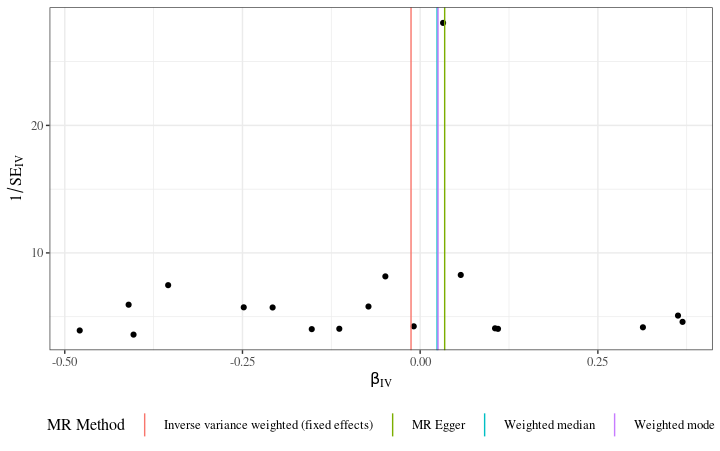 20
10
1/SE_IV
-0.50 -0.25 0.00 0.25
β_IV
MR Method Inverse variance weighted (fixed effects) MR Egger Weighted median Weighted mode